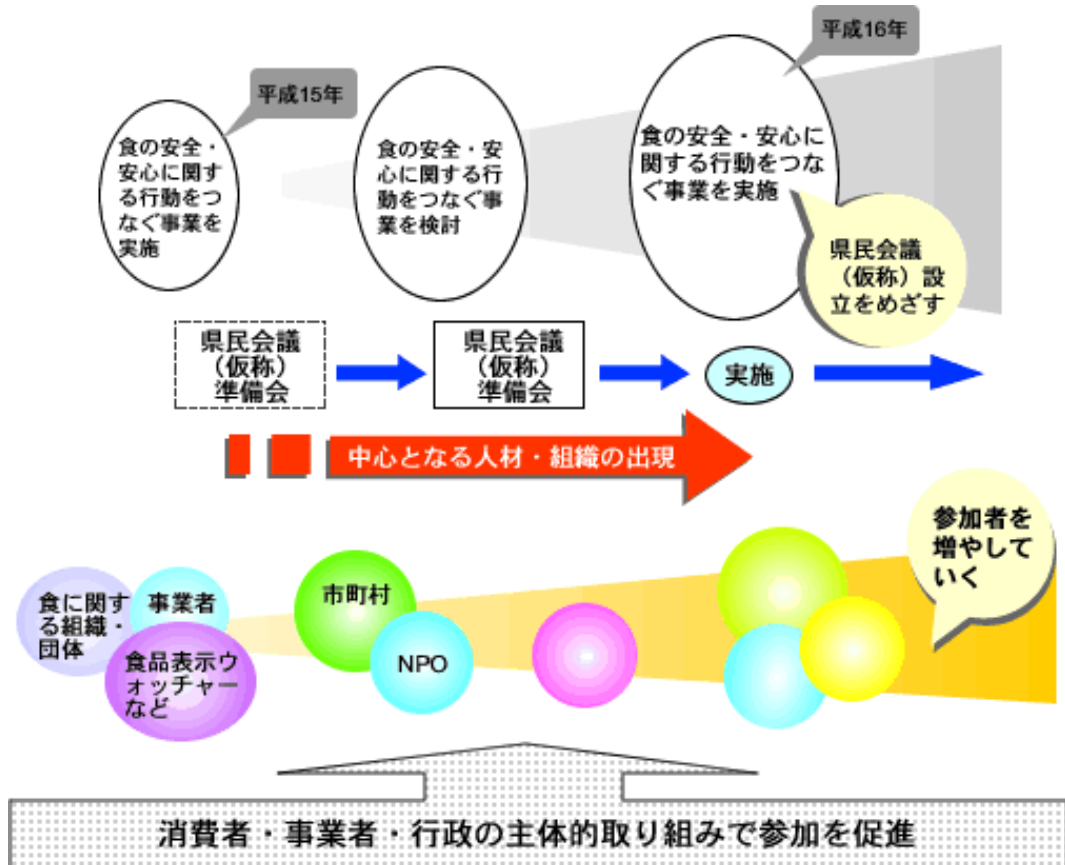 平成16年
平成15年
食の安全・
安心に関す
る行動をつ
なぐ事業を
実施
食の安全・安
心に関する行
動をつなぐ事
業を検討
食の安全・安心に
関する行動をつな
ぐ事業を実施
県民会議
（仮称）設
立をめざす
県民会議
（仮称）
準備会
県民会議
（仮称）
準備会
実施
中心となる人材・組織の出現
参加者を
増やして
いく
食に関す
る組織・
団体
事業者
食品表示ウ
ォッチャー
など
市町村
NPO
消費者・事業者・行政の主体的取り組みで参加を促進